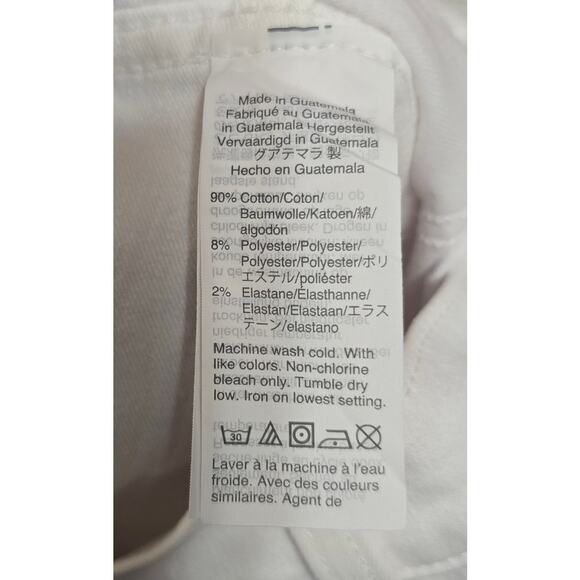 Made in Guatemala
Fabriqué au Guatemala
in Guatemala Hergestellt
Vervaardigd in Guatemala
グアテマラ 製
Hecho en Guatemala
90% Cotton/Coton/
Baumwolle/Katoen/綿/
algodón
8% Polyester/Polyester/
Polyester/Polyester/ポリ
エステル/poliéster
2% Elastane/Élasthanne/
Elastan/Elastaan/エラス
テーン/elastano
Machine wash cold. With
like colors. Non-chlorine
bleach only. Tumble dry
low. Iron on lowest setting.
30
Laver à la machine à l'eau
froide. Avec des couleurs
similaires. Agent de